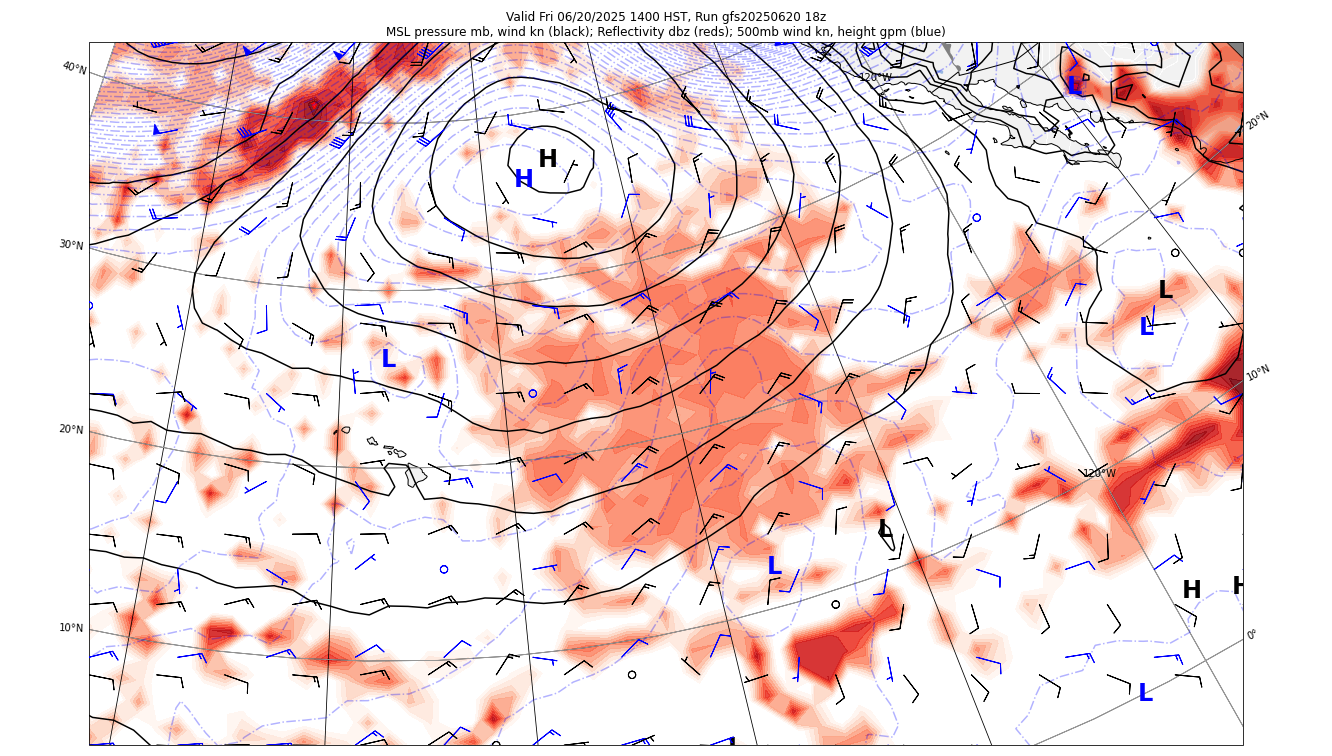 Valid Fri 06/20/2025 1400 HST, Run gfs20250620 18z
MSL pressure mb, wind kn (black); Reflectivity dbz (reds); 500mb wind kn, height gpm (blue)
40°N
120°W
L
20°N
H
H
30°N
L
L
L
10°N
20°N
120°W
L
L
H
H
10°N
0°
L